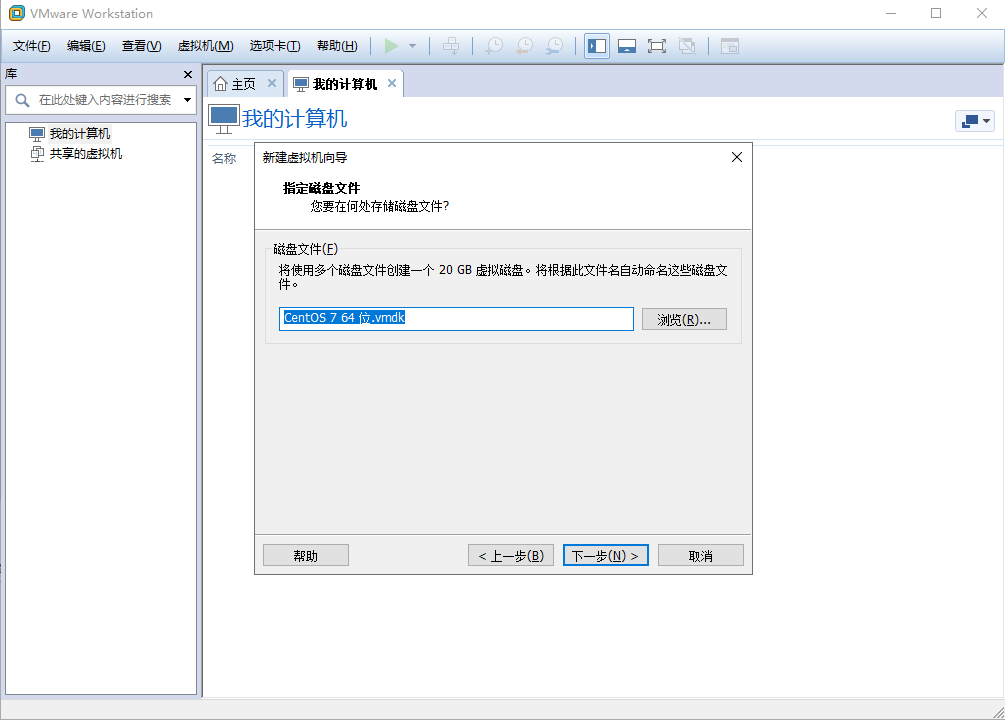 VMware Workstation
文件(F) 编辑(E) 查看(V) 虚拟机(M) 选项卡(T) 帮助(H)
库
在此处键入内容进行搜索
我的计算机
共享的虚拟机
主页 我的计算机
我的计算机
名称
新建虚拟机向导
指定磁盘文件
您要在何处存储磁盘文件?
磁盘文件(F)
将使用多个磁盘文件创建一个 20 GB 虚拟磁盘。将根据此文件名自动命名这些磁盘文
件。
CentOS 7 64 位.vmdk
浏览(R)...
帮助 < 上一步(B) 下一步(N) > 取消